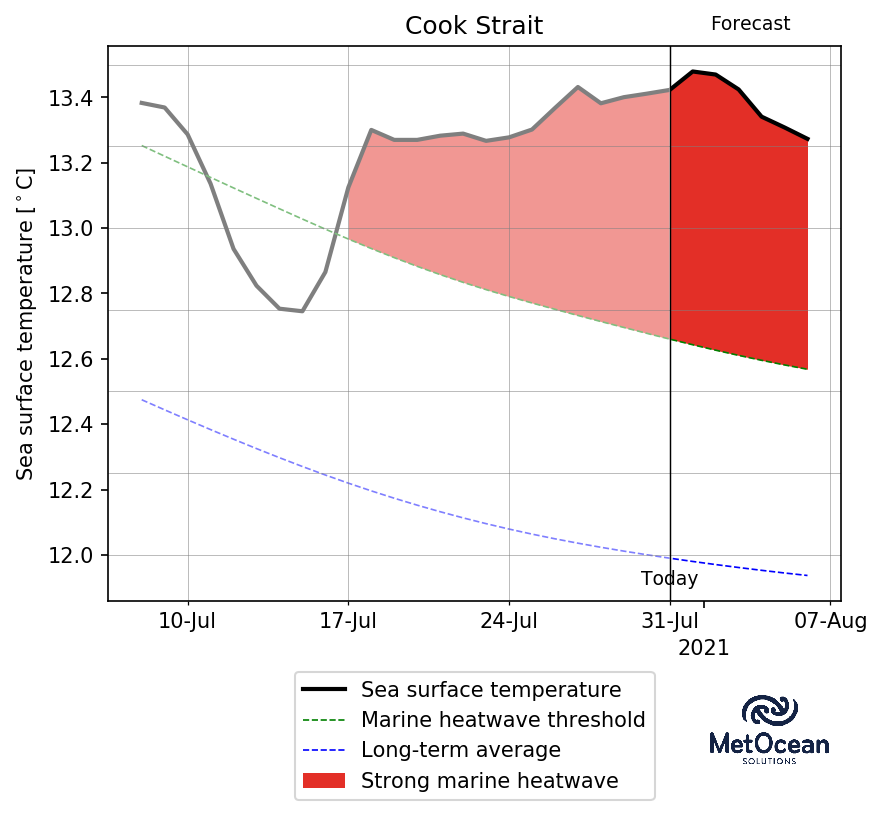 Cook Strait
Forecast
Sea surface temperature [°C]
13.4
13.2
13.0
12.8
12.6
12.4
12.2
12.0
Today
10-Jul 17-Jul 24-Jul 31-Jul 07-Aug
2021
Sea surface temperature
Marine heatwave threshold
Long-term average
Strong marine heatwave
MetOcean
SOLUTIONS